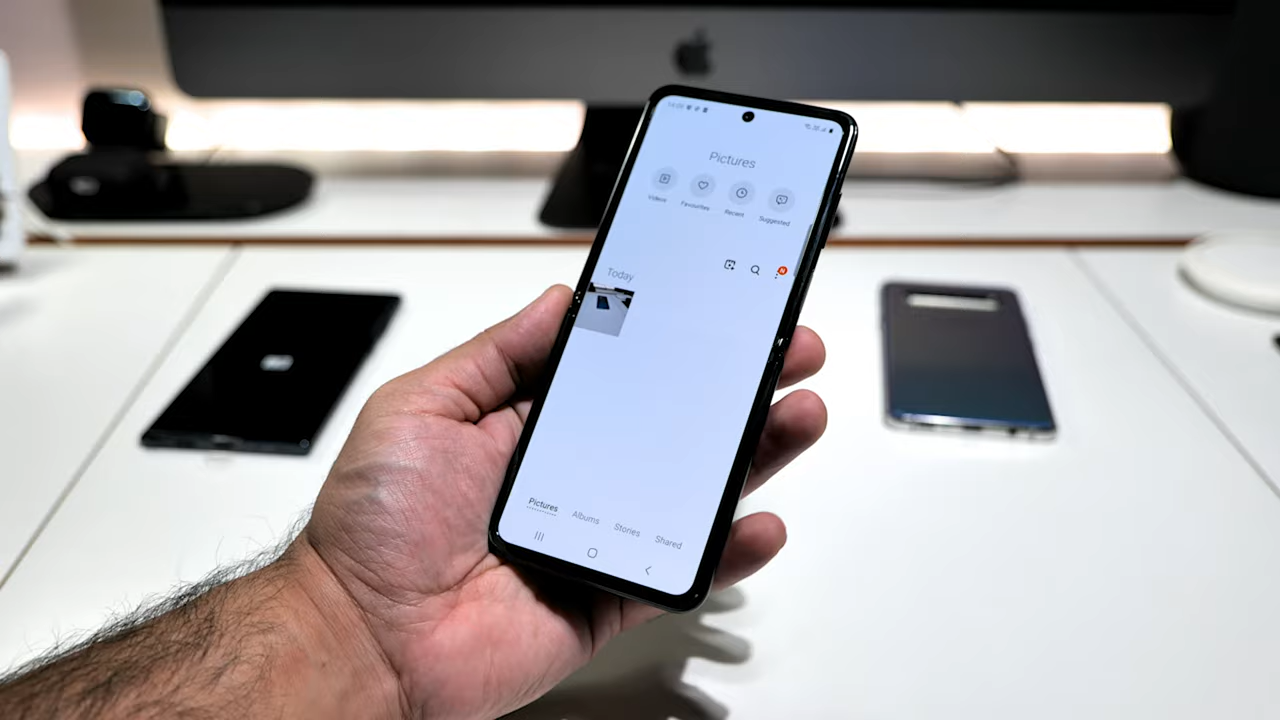 Pictures
Videos
Favourites
Recent
Suggested
N
Today
Pictures
Albums
Stories
Shared